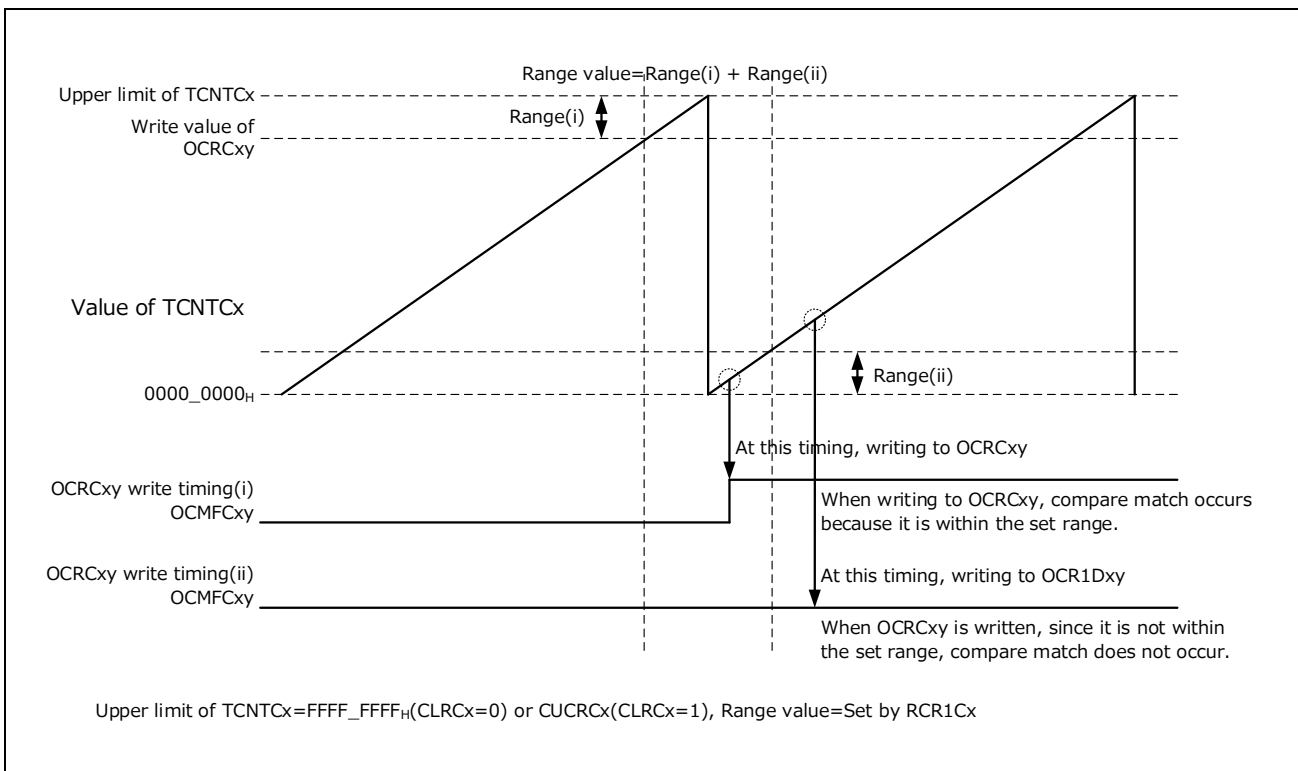 Range value=Range(i) + Range(ii)
Upper limit of TCNTCx
Range(i)
Write value of
OCRCxy
Value of TCNTCx
Range(ii)
0000_0000H
At this timing, writing to OCRCxy
OCRCxy write timing(i)
OCMFCxy
When writing to OCRCxy, compare match occurs
because it is within the set range.
OCRCxy write timing(ii)
OCMFCxy
At this timing, writing to OCR1Dxy
When OCRCxy is written, since it is not within
the set range, compare match does not occur.
Upper limit of TCNTCx=FFFF_FFFFH(CLRCx=0) or CUCRCx(CLRCx=1), Range value=Set by RCR1Cx